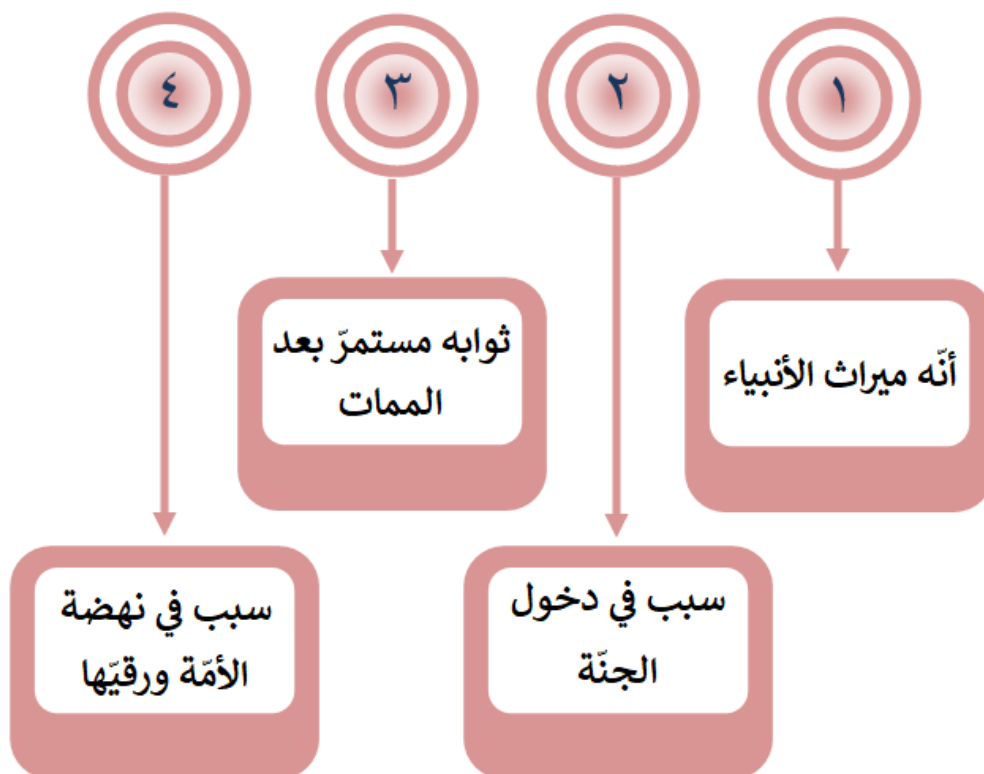 ١
٢
٣
٤
أنّه ميراث الأنبياء
سبب في دخول
الجنّة
ثوابه مستمرّ بعد
الممات
سبب في نهضة
الأمّة ورقيّها